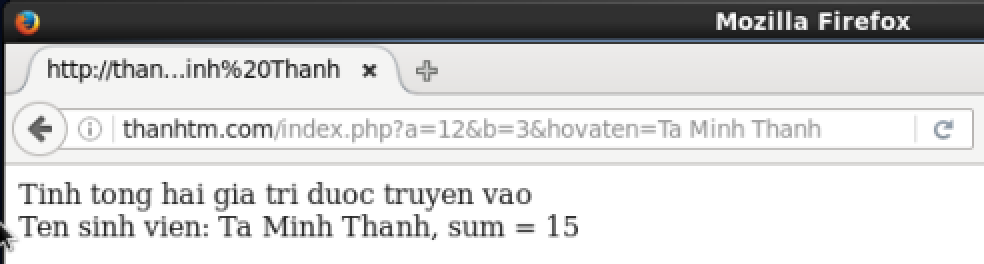 Mozilla Firefox
http://than...inh%20Thanh
thanhtm.com/index.php?a=12&b=3&hovaten=Ta Minh Thanh
Tinh tong hai gia tri duoc truyen vao
Ten sinh vien: Ta Minh Thanh, sum = 15